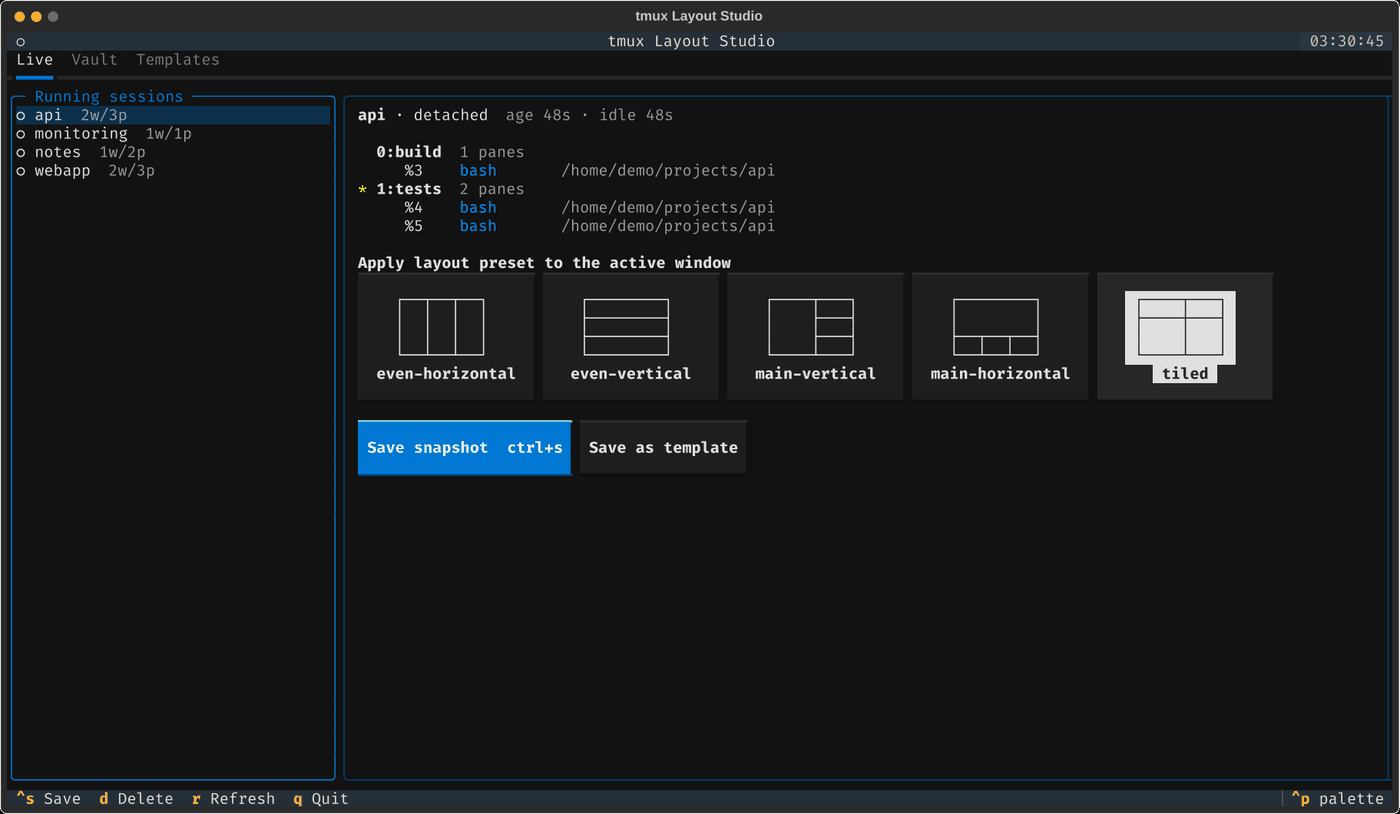 tmux Layout Studio
tmux Layout Studio 03:30:45
Live Vault Templates
Running sessions
api 2w/3p
monitoring 1w/1p
notes 1w/2p
webapp 2w/3p
api · detached age 48s · idle 48s
0:build 1 panes
%3 bash /home/demo/projects/api
* 1:tests 2 panes
%4 bash /home/demo/projects/api
%5 bash /home/demo/projects/api
Apply layout preset to the active window
even-horizontal even-vertical main-vertical main-horizontal tiled
Save snapshot ctrl+s Save as template
^s Save d Delete r Refresh q Quit ^p palette